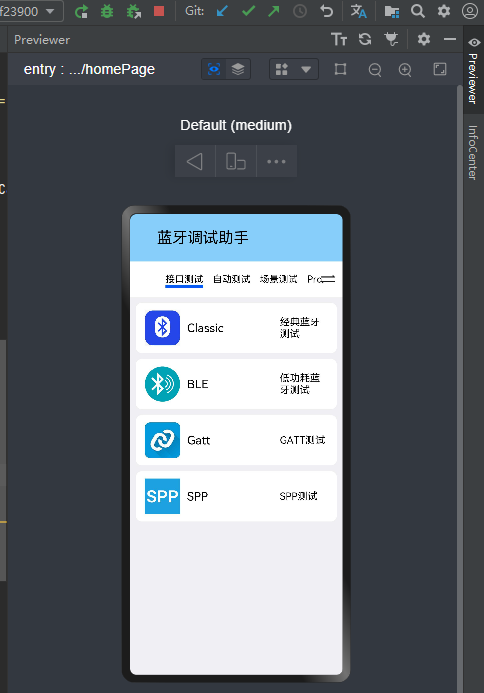 f23900
Git:
Previewer
entry : .../homePage
Default (medium)
蓝牙调试助手
接口测试 自动测试 场景测试 Pro
Classic
经典蓝牙
测试
BLE
低功耗蓝
牙测试
Gatt
GATT测试
SPP
SPP
SPP测试
Previewer
InfoCenter